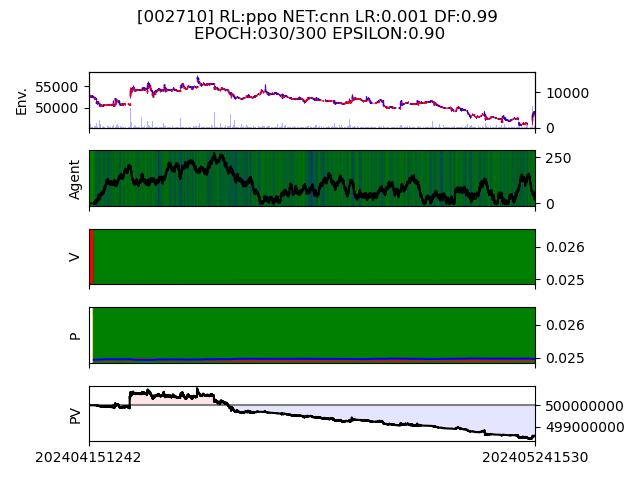 [002710] RL:ppo NET:cnn LR:0.001 DF:0.99
EPOCH:030/300 EPSILON:0.90
Env.
55000
50000
10000
0
Agent
250
0
V
0.026
0.025
P
0.026
0.025
PV
500000000
499000000
202404151242
202405241530